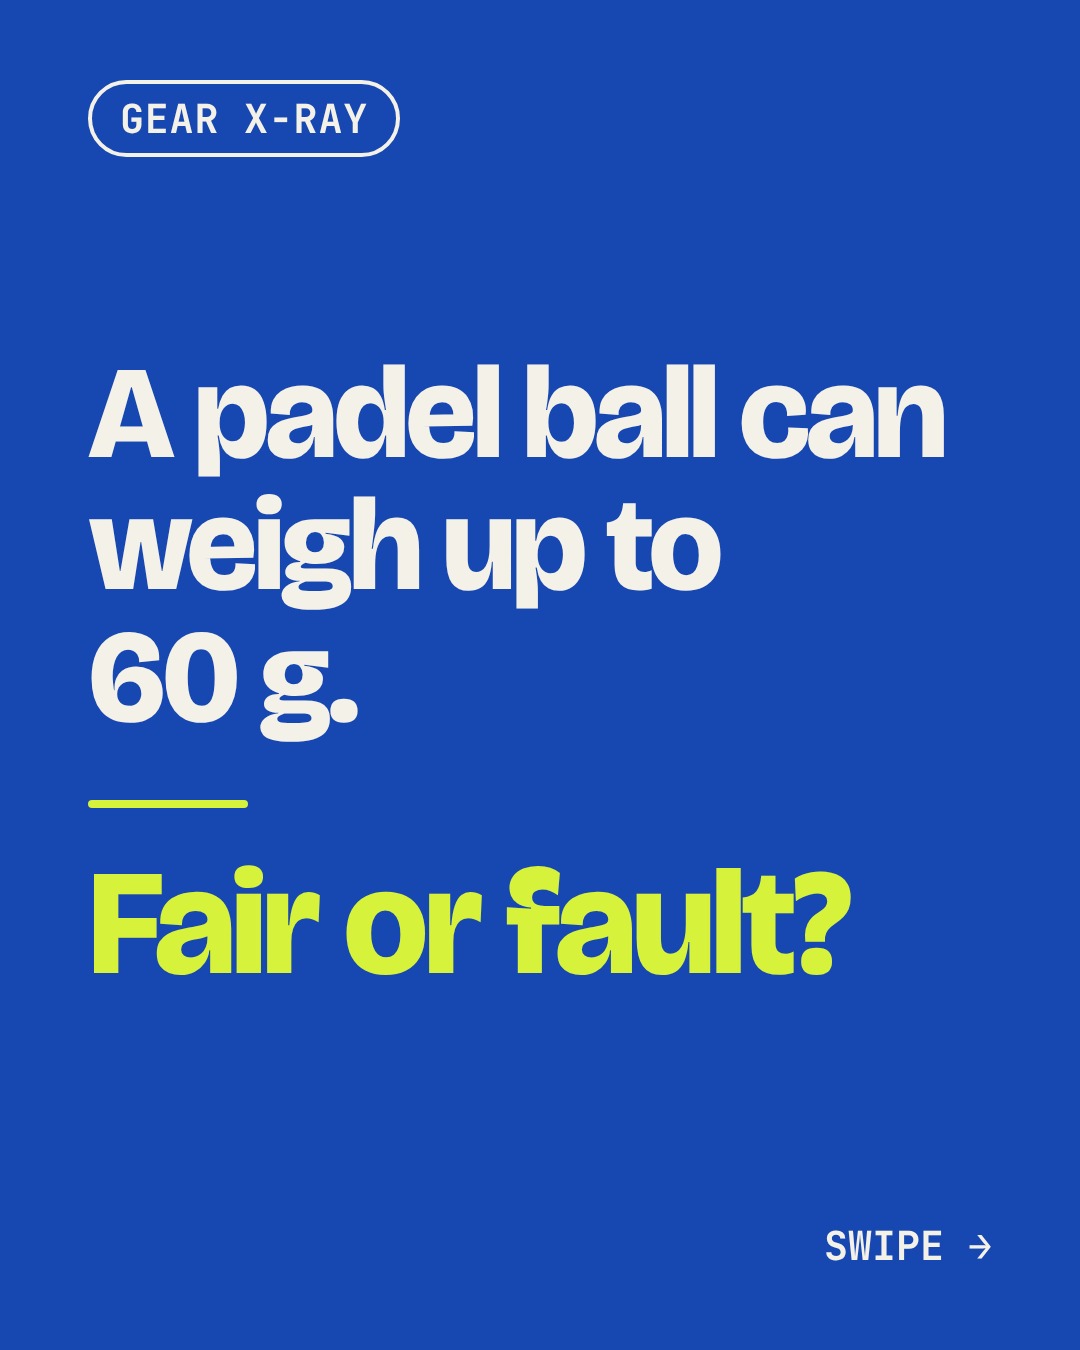 GEAR X-RAY
A padel ball can
weigh up to
60 g.
Fair or fault?
SWIPE →